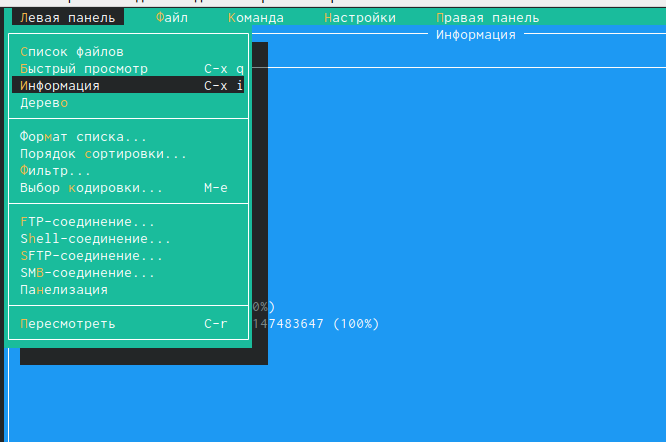 Левая панель Файл Команда Настройки Правая панель
Информация
Список файлов
Быстрый просмотр C-x q
Информация C-x i
Дерево
Формат списка...
Порядок сортировки...
Фильтр...
Выбор кодировки... M-e
FTP-соединение...
Shell-соединение...
SFTP-соединение...
SMB-соединение...
Панелизация
0%)
Пересмотреть C-r 147483647 (100%)